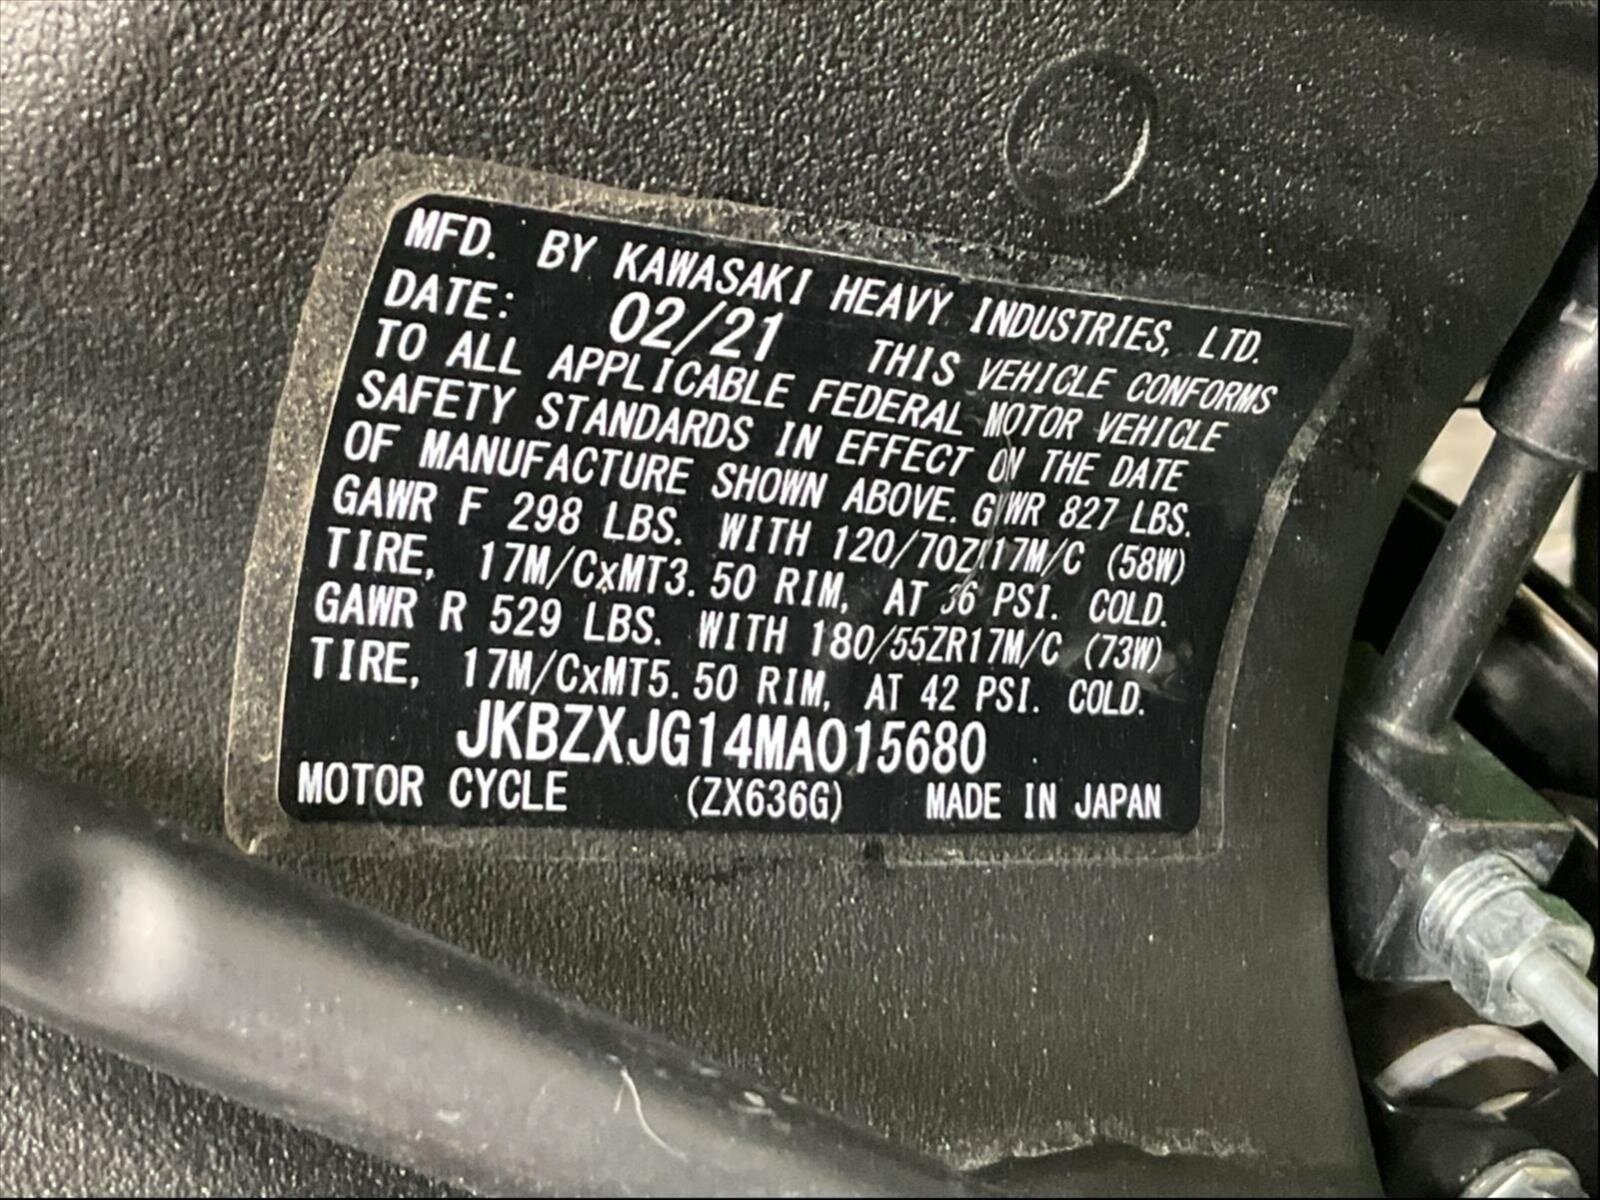 MFD. BY KAWASAKI HEAVY INDUSTRIES, LTD.
DATE: 02/21 THIS VEHICLE CONFORMS
TO ALL APPLICABLE FEDERAL MOTOR VEHICLE
SAFETY STANDARDS IN EFFECT ON THE DATE
OF MANUFACTURE SHOWN ABOVE. GVWR 827 LBS.
GAWR F 298 LBS. WITH 120/70ZR17M/C (58W)
TIRE, 17M/CxMT3.50 RIM, AT 36 PSI. COLD.
GAWR R 529 LBS. WITH 180/55ZR17M/C (73W)
TIRE, 17M/CxMT5.50 RIM, AT 42 PSI. COLD.
JKBZXJG14MA015680
MOTOR CYCLE (ZX636G) MADE IN JAPAN